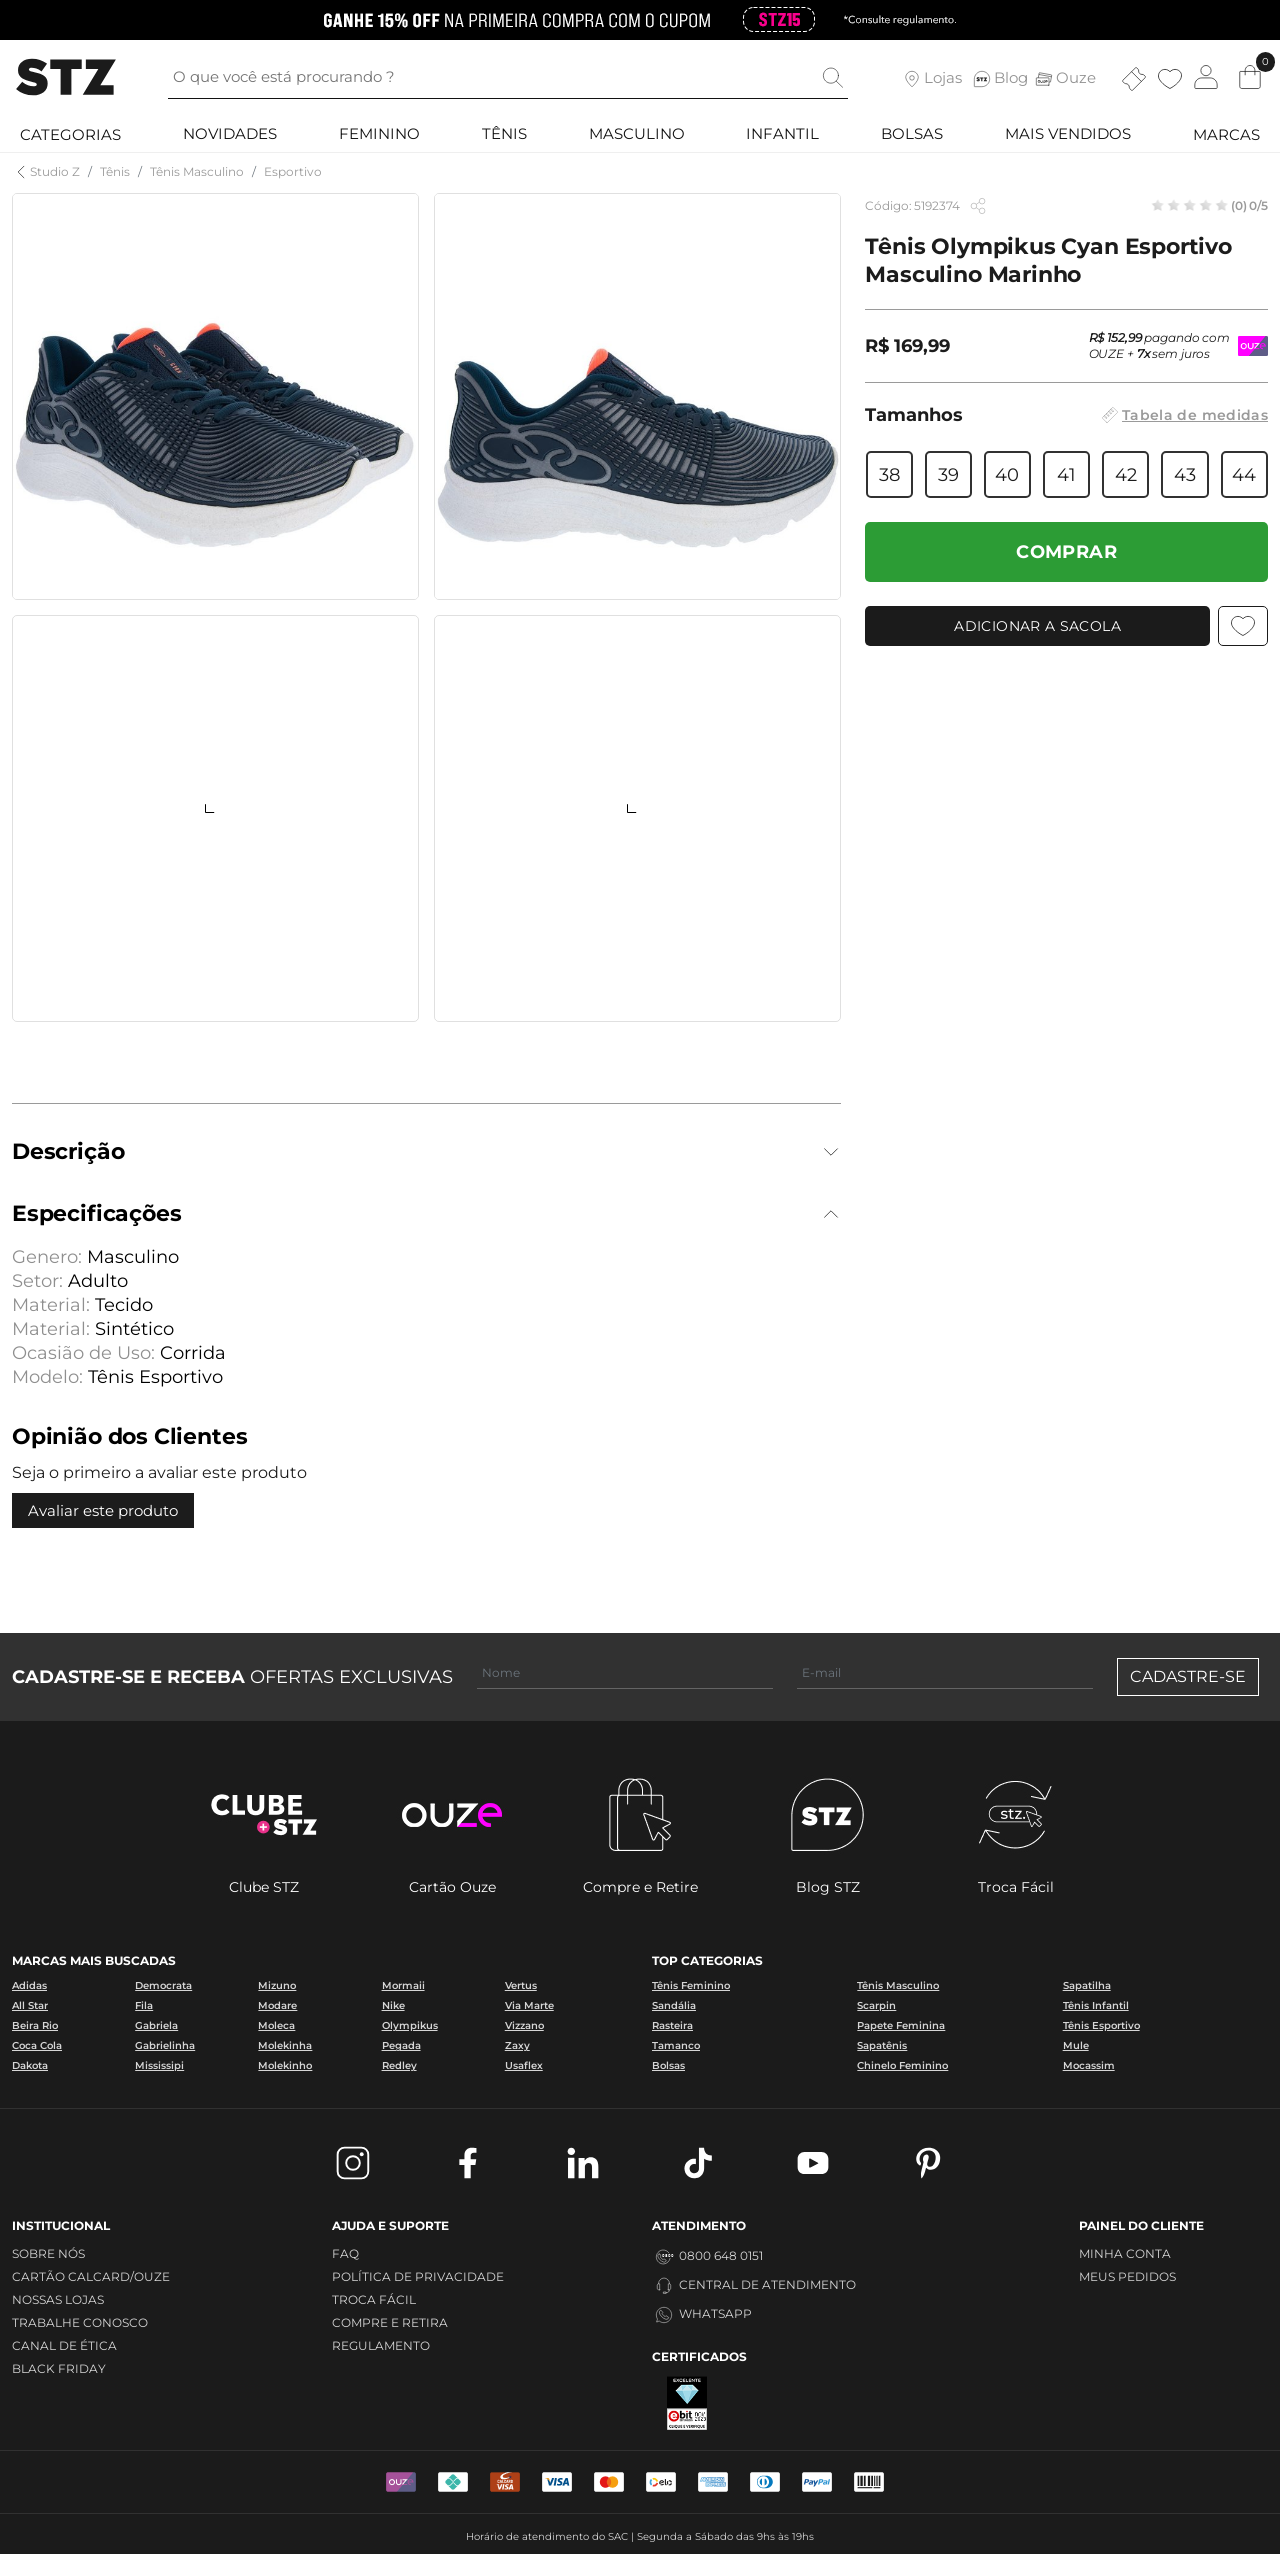 GANHE 15% OFF NA PRIMEIRA COMPRA COM O CUPOM STZ15 *Consulte regulamento.
STZ
O que você está procurando ?
Lojas STZ Blog Ouze 0
CATEGORIAS NOVIDADES FEMININO TÊNIS MASCULINO INFANTIL BOLSAS MAIS VENDIDOS MARCAS
Studio Z / Tênis / Tênis Masculino / Esportivo
Código: 5192374 (0) 0/5
Tênis Olympikus Cyan Esportivo
Masculino Marinho
R$ 169,99
R$ 152,99 pagando com
OUZE + 7x sem juros
OUZ
Tamanhos Tabela de medidas
38 39 40 41 42 43 44
COMPRAR
ADICIONAR A SACOLA
Descrição
Especificações
Genero: Masculino
Setor: Adulto
Material: Tecido
Material: Sintético
Ocasião de Uso: Corrida
Modelo: Tênis Esportivo
Opinião dos Clientes
Seja o primeiro a avaliar este produto
Avaliar este produto
CADASTRE-SE E RECEBA OFERTAS EXCLUSIVAS Nome E-mail CADASTRE-SE
CLUBE
+STZ
ouze
STZ
stz.
Clube STZ Cartão Ouze Compre e Retire Blog STZ Troca Fácil
MARCAS MAIS BUSCADAS TOP CATEGORIAS
Adidas Democrata Mizuno Mormaii Vertus Tênis Feminino Tênis Masculino Sapatilha
All Star Fila Modare Nike Via Marte Sandália Scarpin Tênis Infantil
Beira Rio Gabriela Moleca Olympikus Vizzano Rasteira Papete Feminina Tênis Esportivo
Coca Cola Gabrielinha Molekinha Pegada Zaxy Tamanco Sapatênis Mule
Dakota Mississipi Molekinho Redley Usaflex Bolsas Chinelo Feminino Mocassim
INSTITUCIONAL
SOBRE NÓS
CARTÃO CALCARD/OUZE
NOSSAS LOJAS
TRABALHE CONOSCO
CANAL DE ÉTICA
BLACK FRIDAY
AJUDA E SUPORTE
FAQ
POLÍTICA DE PRIVACIDADE
TROCA FÁCIL
COMPRE E RETIRA
REGULAMENTO
ATENDIMENTO
0800 648 0151
CENTRAL DE ATENDIMENTO
WHATSAPP
CERTIFICADOS
EXCELENTE
ebit
CLIQUE E VERIFIQUE
PAINEL DO CLIENTE
MINHA CONTA
MEUS PEDIDOS
OUZ VISA VISA elo PayPal
Horário de atendimento do SAC | Segunda a Sábado das 9hs às 19hs